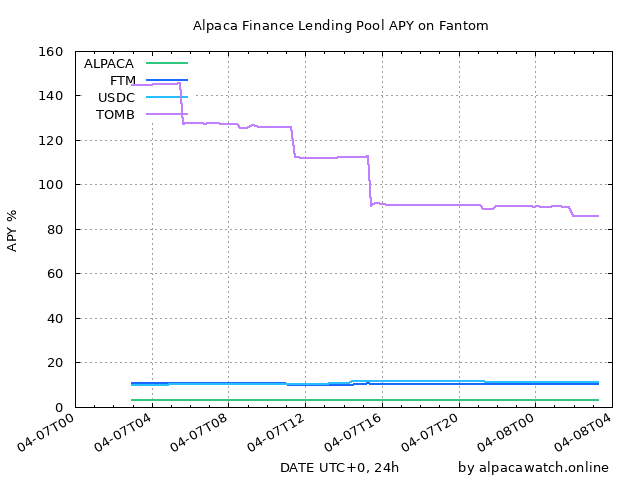 Alpaca Finance Lending Pool APY on Fantom
160
140
120
100
80
60
40
20
0
APY %
ALPACA
FTM
USDC
TOMB
04-07T00
04-07T04
04-07T08
04-07T12
04-07T16
04-07T20
04-08T00
04-08T04
DATE UTC+0, 24h
by alpacawatch.online